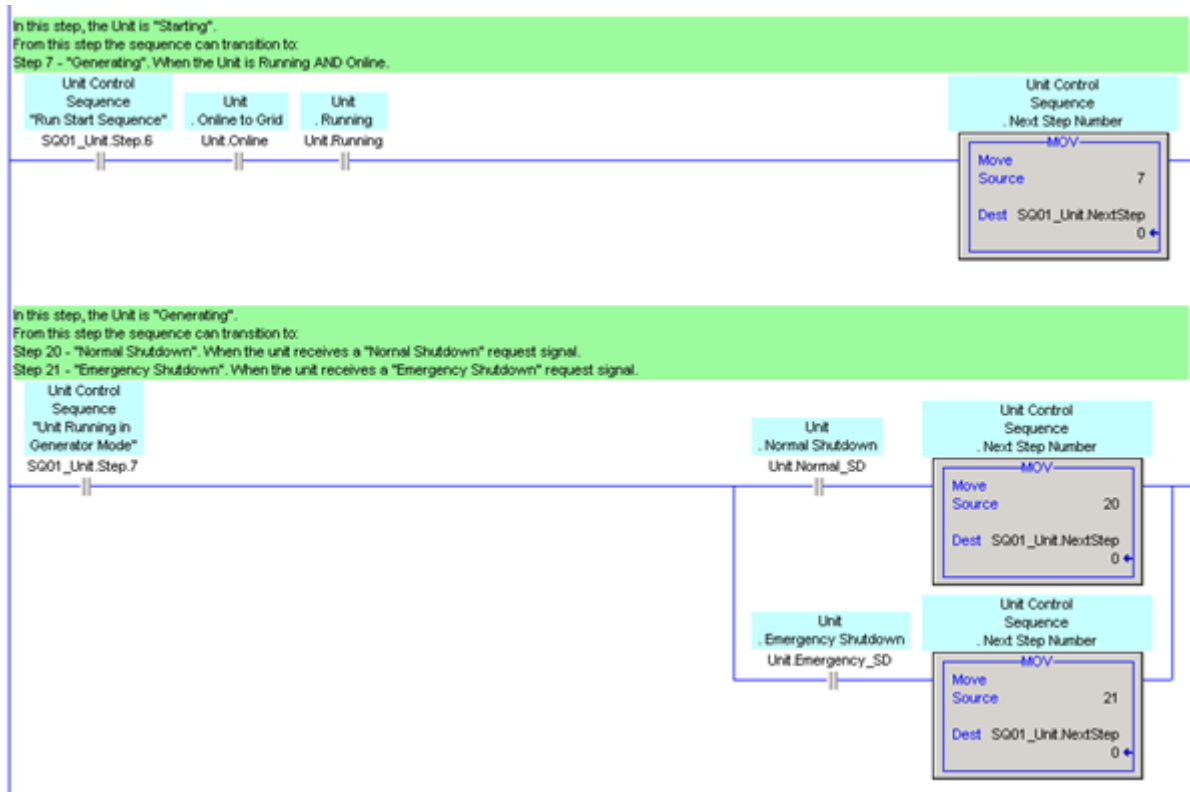 In this step, the Unit is "Starting".
From this step the sequence can transition to:
Step 7 - "Generating". When the Unit is Running AND Online.
Unit Control
Sequence
"Run Start Sequence"
SQ01_Unit.Step.6
Unit
. Online to Grid
Unit.Online
Unit
. Running
Unit.Running
Unit Control
Sequence
. Next Step Number
MOV
Move
Source 7
Dest SQ01_Unit.NextStep
0
In this step, the Unit is "Generating".
From this step the sequence can transition to:
Step 20 - "Normal Shutdown". When the unit receives a "Nornal Shutdown" request signal.
Step 21 - "Emergency Shutdown". When the unit receives a "Emergency Shutdown" request signal.
Unit Control
Sequence
"Unit Running in
Generator Mode"
SQ01_Unit.Step.7
Unit
. Normal Shutdown
Unit.Normal_SD
Unit Control
Sequence
. Next Step Number
MOV
Move
Source 20
Dest SQ01_Unit.NextStep
0
Unit
. Emergency Shutdown
Unit.Emergency_SD
Unit Control
Sequence
. Next Step Number
MOV
Move
Source 21
Dest SQ01_Unit.NextStep
0